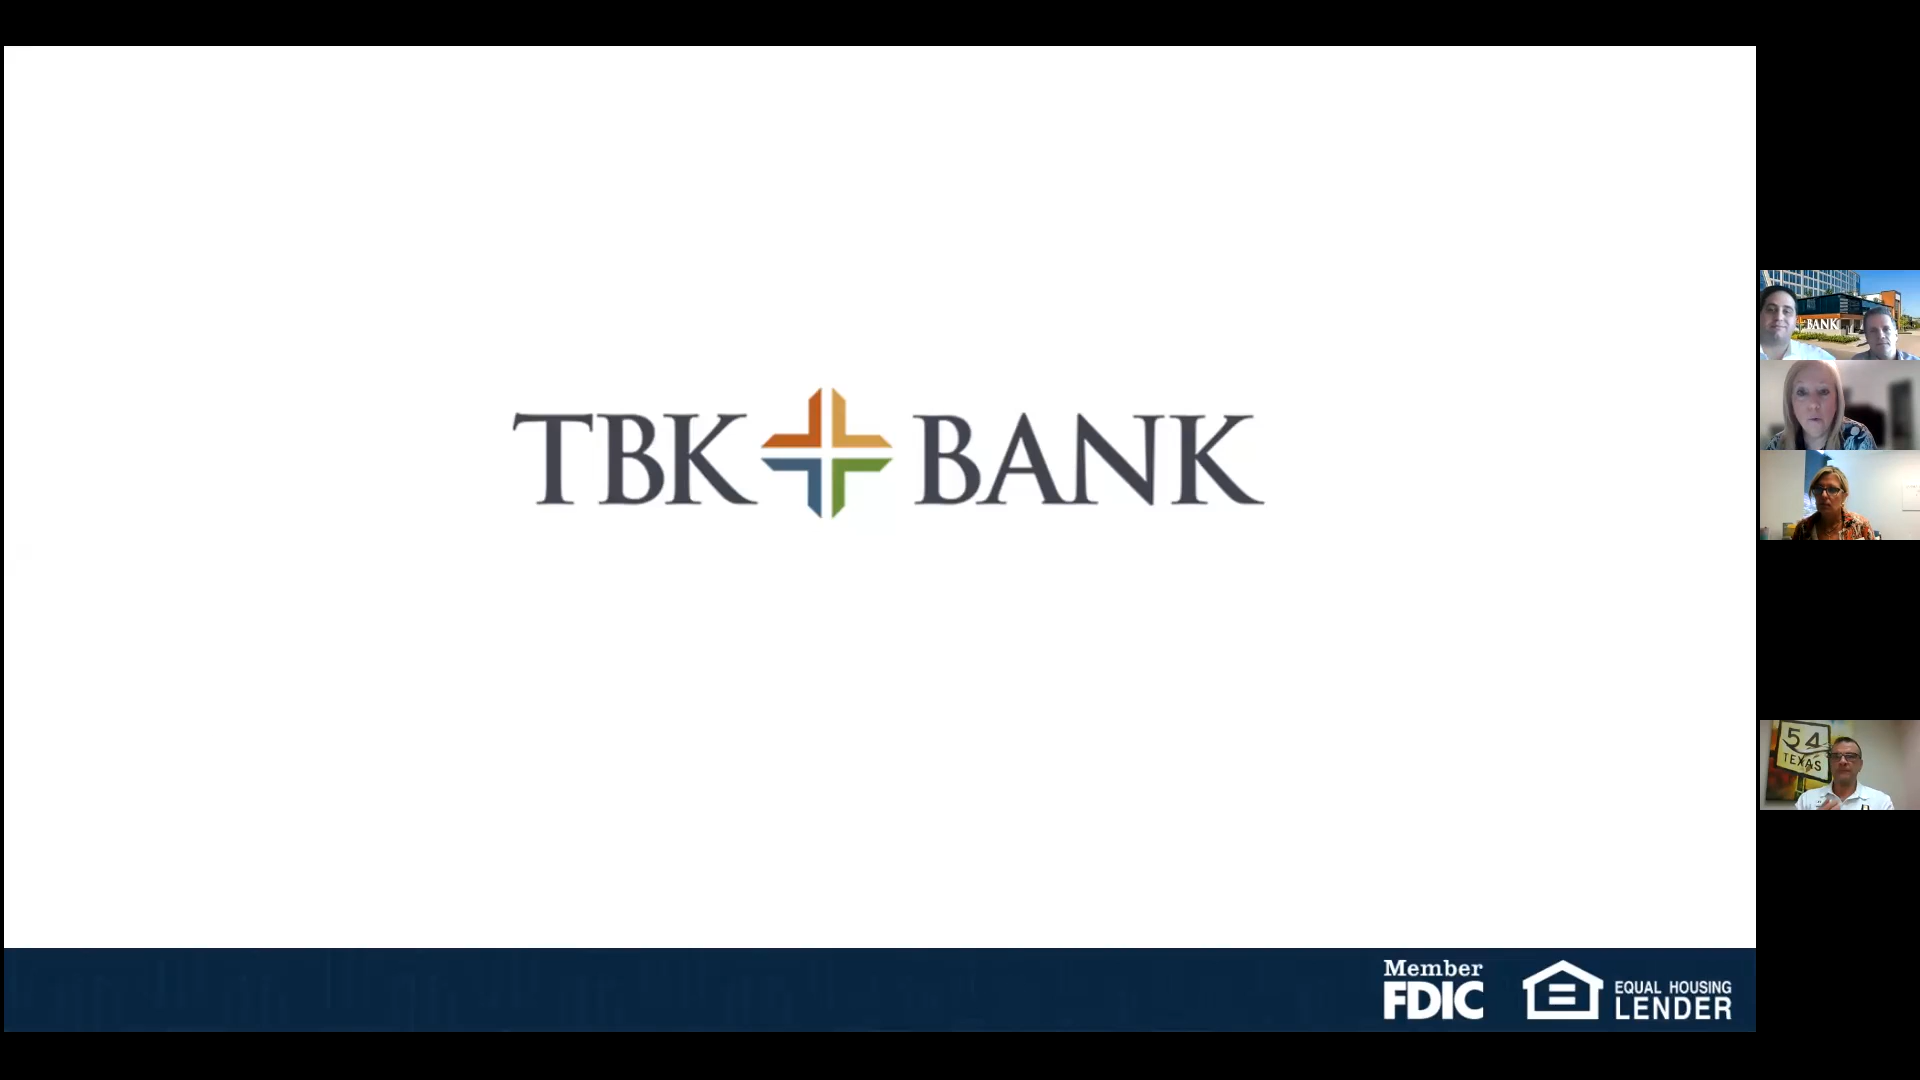 TBK BANK
Member
FDIC
EQUAL HOUSING
LENDER
BANK
54
TEXAS